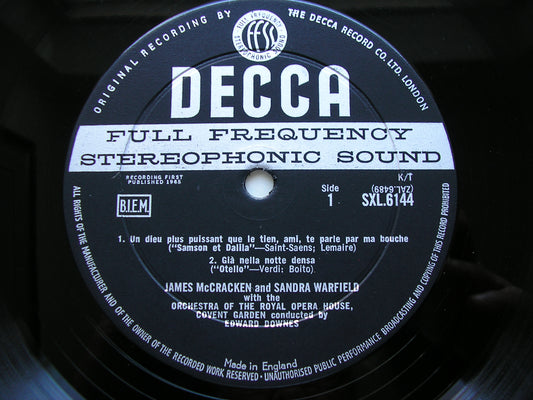 ORIGINAL RECORDING BY
THE DECCA RECORD CO. LTD. LONDON
FULL FREQUENCY
ffss
STEREOPHONIC SOUND
DECCA
FULL FREQUENCY
STEREOPHONIC SOUND
RECORDING FIRST
PUBLISHED 1965
K/T
B.I.E.M.
Side
1
(ZAL.6489)
SXL.6144
1. Un dieu plus puissant que le tien, ami, te parle par ma bouche
("Samson et Dalila"—Saint-Saens; Lemaire)
2. Già nella notte densa
("Otello"—Verdi: Boito)
JAMES McCRACKEN and SANDRA WARFIELD
with the
ORCHESTRA OF THE ROYAL OPERA HOUSE,
COVENT GARDEN conducted by
EDWARD DOWNES
Made in England
ALL RIGHTS OF THE MANUFACTURER AND OF THE OWNER OF THE RECORDED WORK RESERVED · UNAUTHORISED PUBLIC PERFORMANCE BROADCASTING AND COPYING OF THIS RECORD PROHIBITED